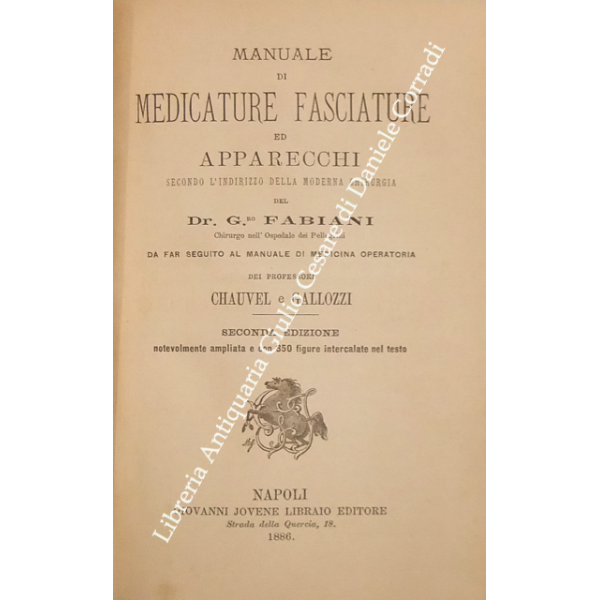 MANUALE
DI
MEDICATURE FASCIATURE
ED
APPARECCHI
SECONDO L'INDIRIZZO DELLA MODERNA CHIRURGIA
DEL
Dr. G.RO FABIANI
Chirurgo nell' Ospedale dei Pellegrini
DA FAR SEGUITO AL MANUALE DI MEDICINA OPERATORIA
DEI PROFESSORI
CHAUVEL e GALLOZZI
SECONDA EDIZIONE
notevolmente ampliata e con 350 figure intercalate nel testo
NAPOLI
GIOVANNI JOVENE LIBRAIO EDITORE
Strada della Quercia, 18.
1886.
Libreria Antiquaria Giulio Cesare di Daniele Corradi